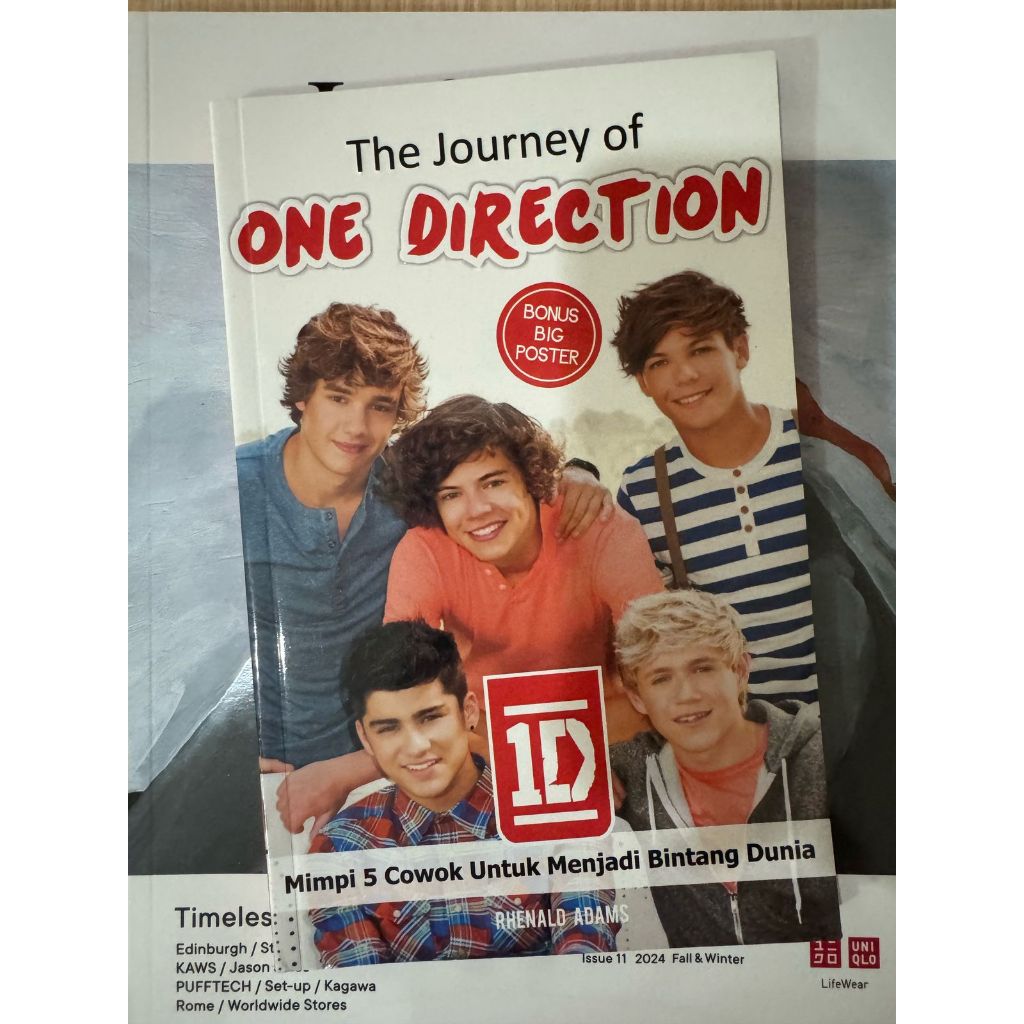 The Journey of
ONE DIRECTION
BONUS
BIG
POSTER
1D
Mimpi 5 Cowok Untuk Menjadi Bintang Dunia
RHENALD ADAMS
Timeles
Edinburgh / St
KAWS / Jason
PUFFTECH / Set-up / Kagawa
Rome / Worldwide Stores
Issue 11 2024 Fall & Winter
UNI
QLO
LifeWear